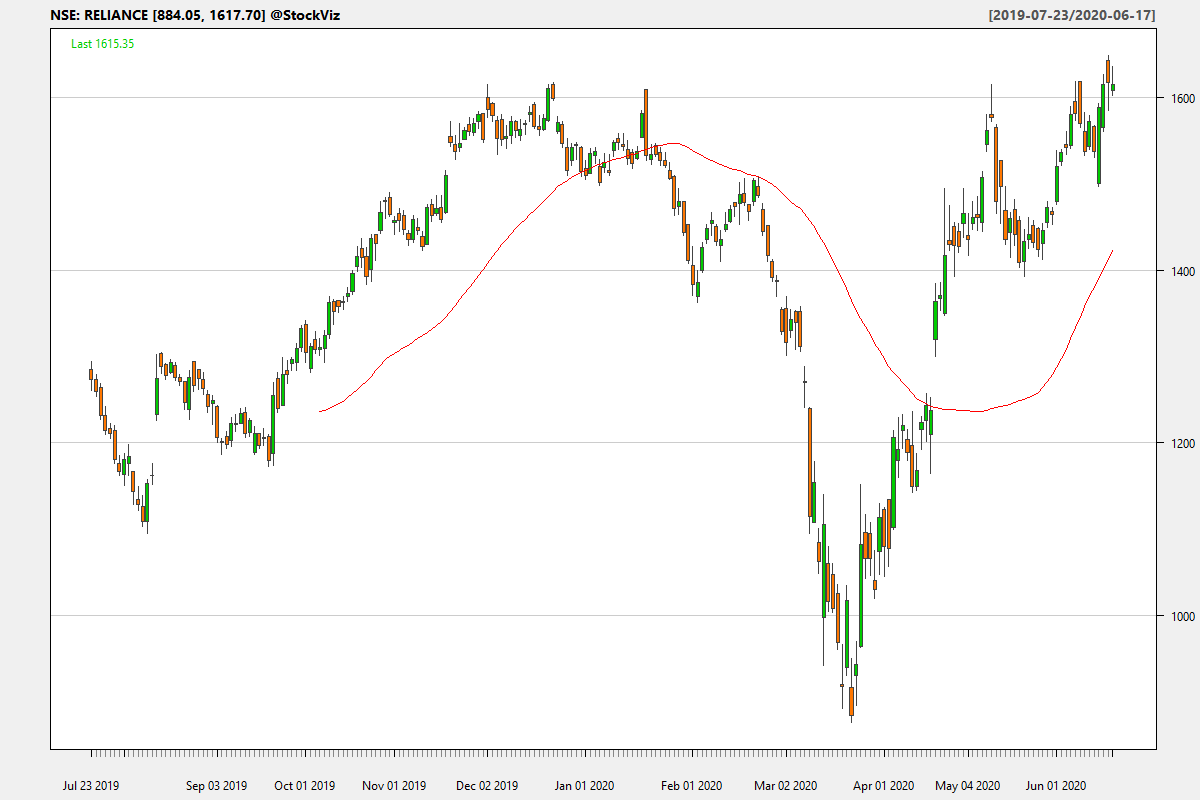 NSE: RELIANCE [884.05, 1617.70] @StockViz
[2019-07-23/2020-06-17]
Last 1615.35
1600
1400
1200
1000
Jul 23 2019 Sep 03 2019 Oct 01 2019 Nov 01 2019 Dec 02 2019 Jan 01 2020 Feb 01 2020 Mar 02 2020 Apr 01 2020 May 04 2020 Jun 01 2020